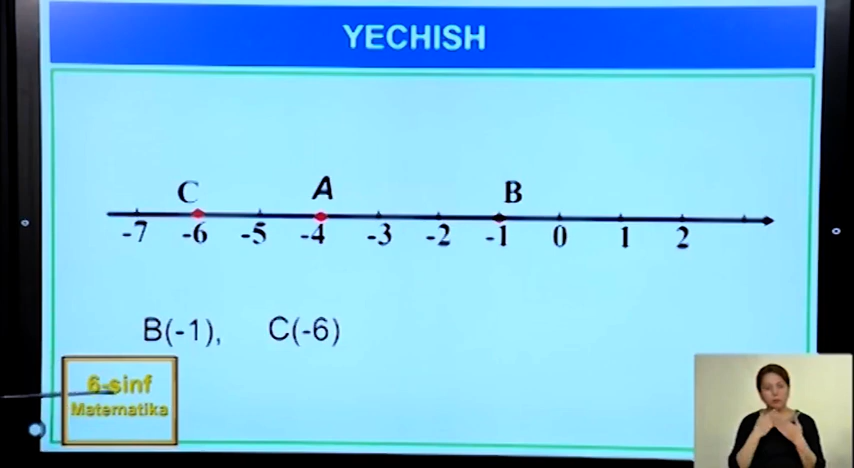 YECHISH
C A B
-7 -6 -5 -4 -3 -2 -1 0 1 2
B(-1), C(-6)
6-sinf
Matematika